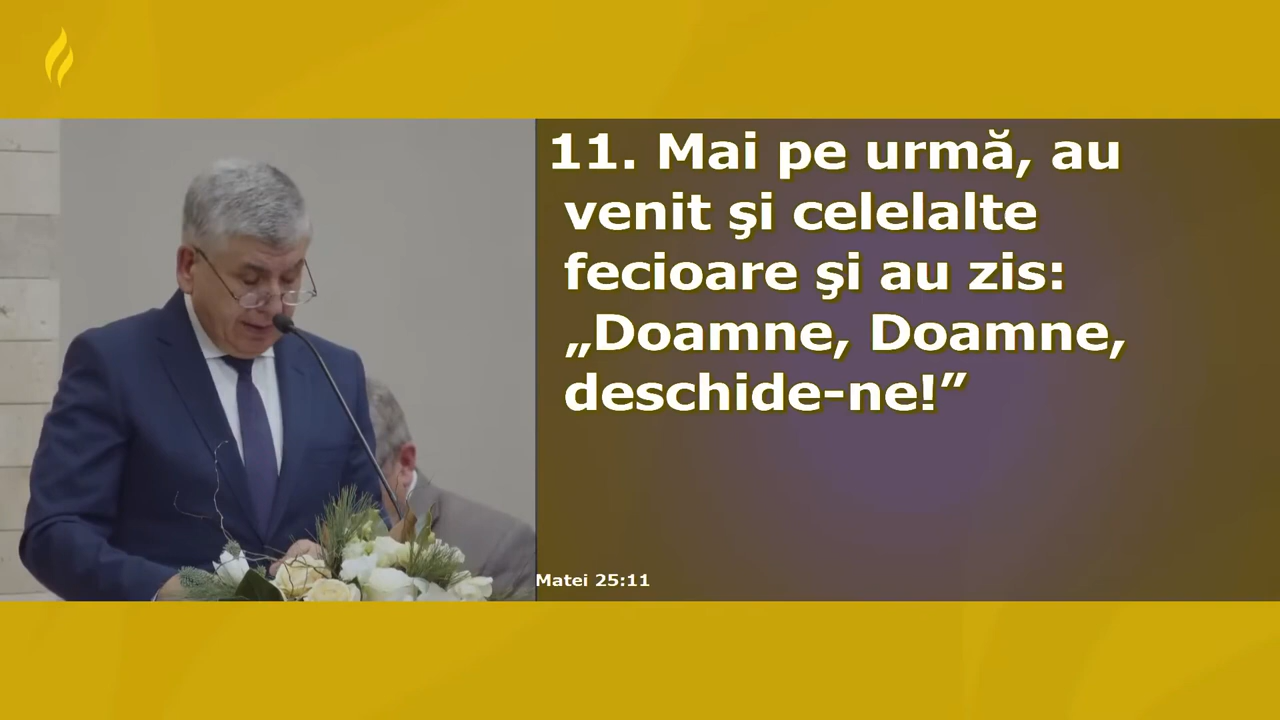 11. Mai pe urmă, au
venit şi celelalte
fecioare şi au zis:
„Doamne, Doamne,
deschide-ne!”
Matei 25:11